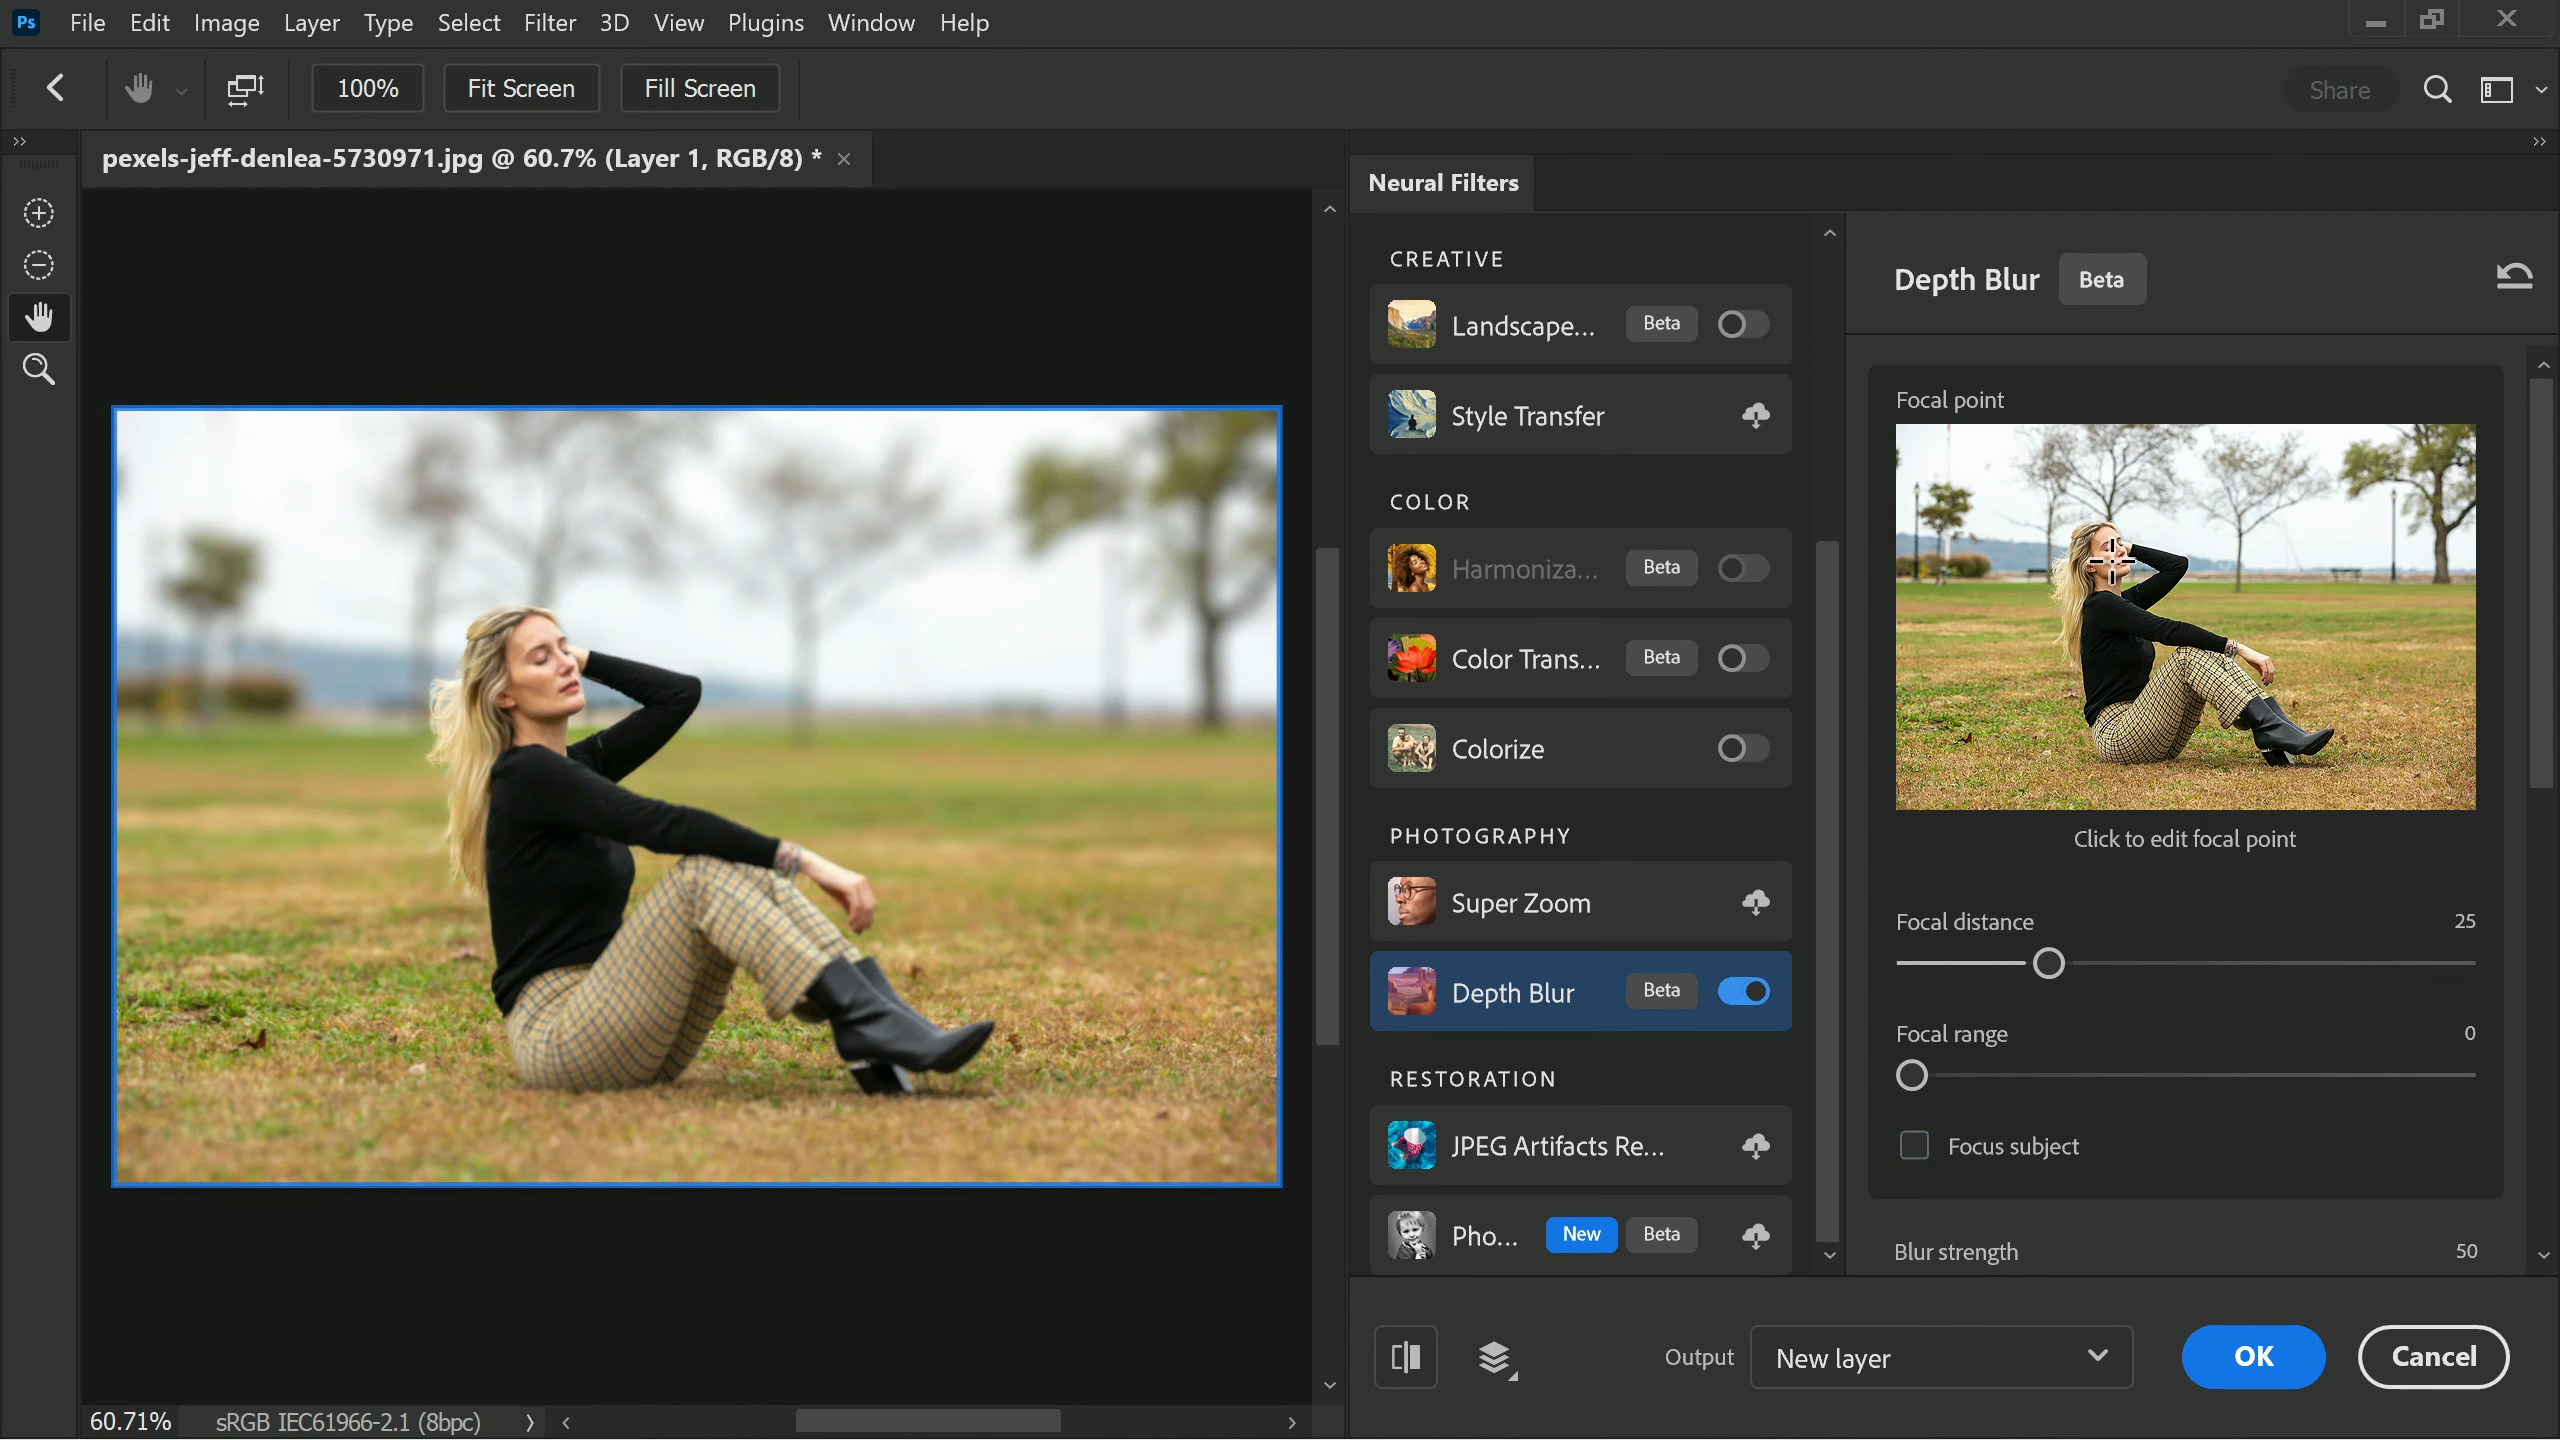 Ps File Edit Image Layer Type Select Filter 3D View Plugins Window Help
100% Fit Screen Fill Screen Share
pexels-jeff-denlea-5730971.jpg @ 60.7% (Layer 1, RGB/8) *
Neural Filters
CREATIVE
Landscape... Beta
Style Transfer
COLOR
Harmoniza... Beta
Color Trans... Beta
Colorize
PHOTOGRAPHY
Super Zoom
Depth Blur Beta
RESTORATION
JPEG Artifacts Re...
Pho... New Beta
Depth Blur Beta
Focal point
Click to edit focal point
Focal distance 25
Focal range 0
Focus subject
Blur strength 50
Output New layer OK Cancel
60.71% sRGB IEC61966-2.1 (8bpc)